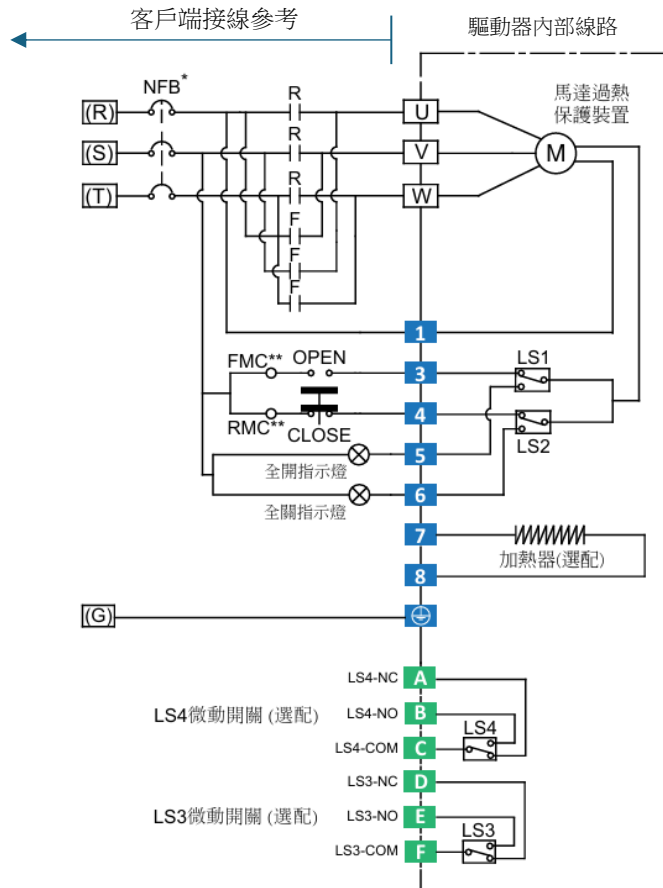 客戶端接線參考
驅動器內部線路
NFB*
馬達過熱
保護裝置
(R)
R
U
(S)
R
V
M
(T)
R
W
F
F
F
1
FMC** OPEN
3
LS1
RMC**
CLOSE
4
LS2
5
全開指示燈
6
全關指示燈
7
加熱器(選配)
8
(G)
LS4-NC A
LS4微動開關 (選配)
LS4-NO B
LS4
LS4-COM C
LS3-NC D
LS3微動開關 (選配)
LS3-NO E
LS3
LS3-COM F